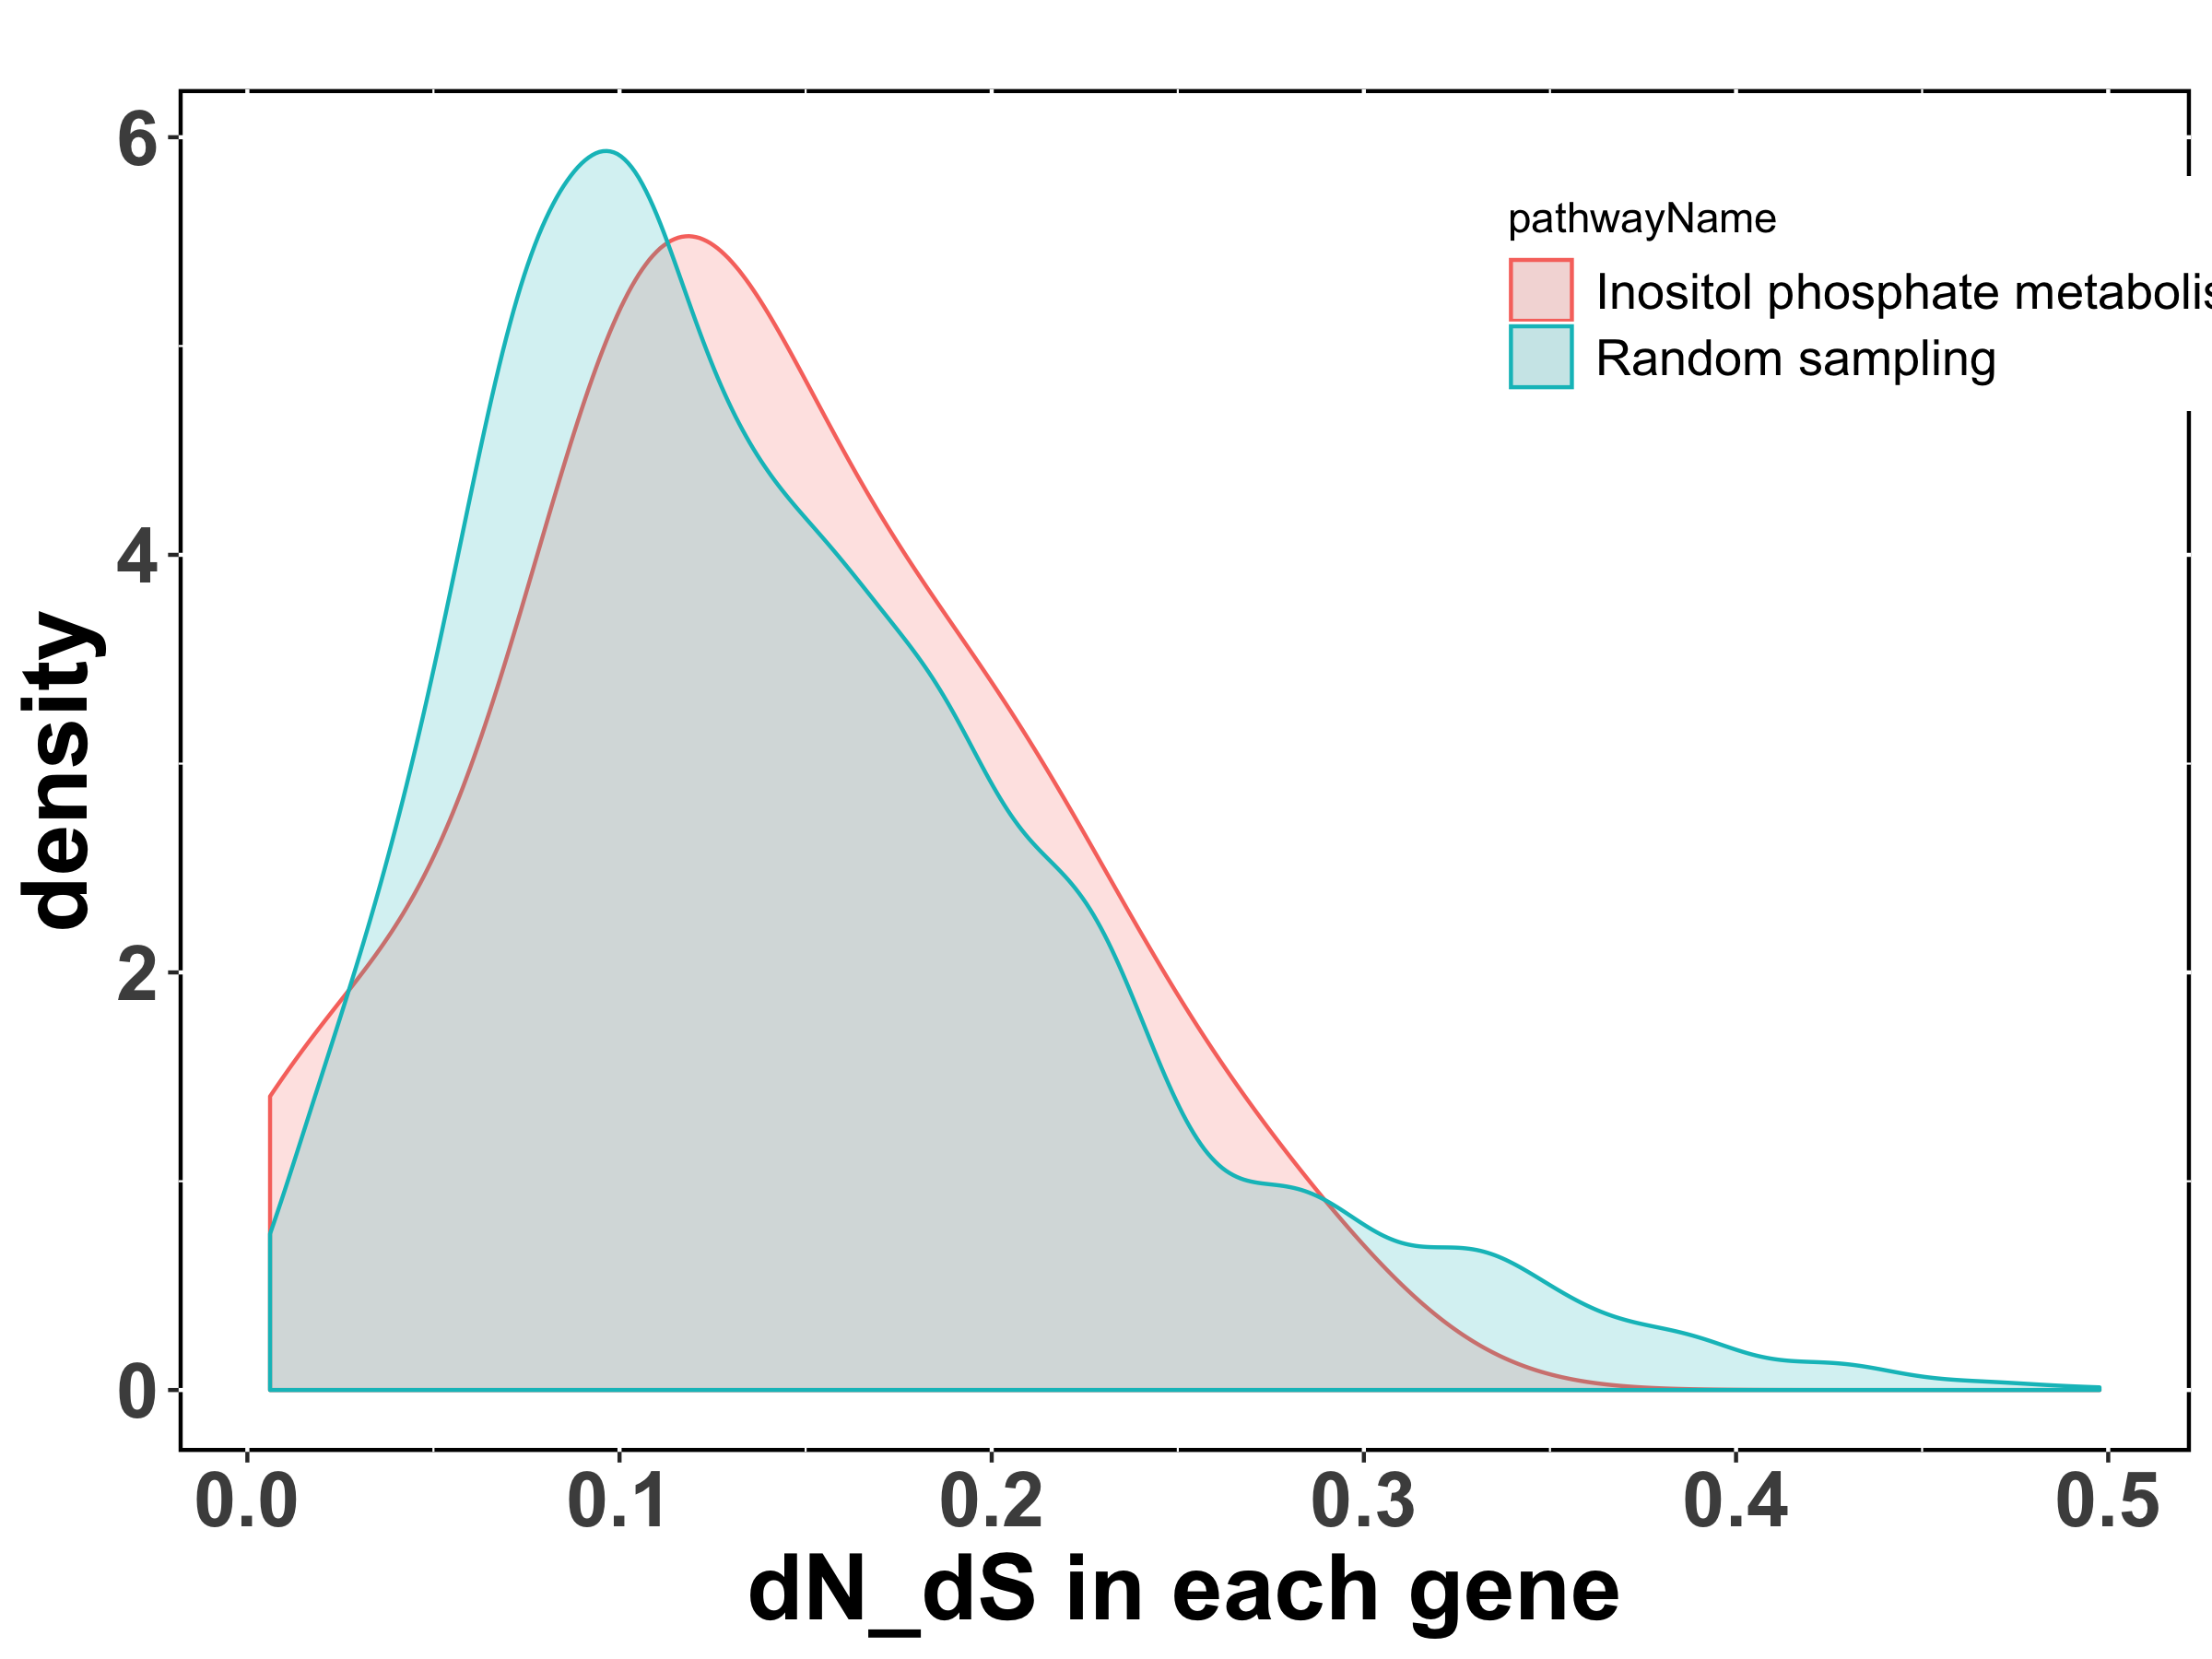 6
4
2
0
density
pathwayName
Inositol phosphate metabolis
Random sampling
0.0 0.1 0.2 0.3 0.4 0.5
dN_dS in each gene